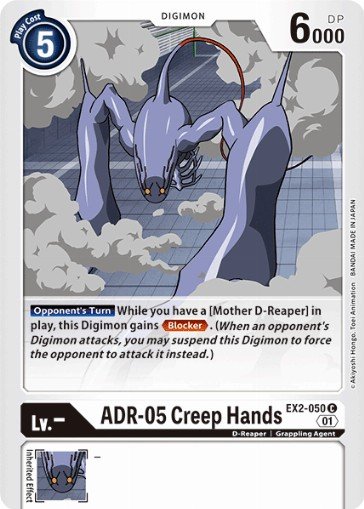 Play Cost
5
DIGIMON
DP
6000
Opponent's Turn While you have a [Mother D-Reaper] in
play, this Digimon gains Blocker. (When an opponent's
Digimon attacks, you may suspend this Digimon to force
the opponent to attack it instead.)
©Akiyoshi Hongo, Toei Animation BANDAI MADE IN JAPAN
Lv.–
ADR-05 Creep Hands
EX2-050 C
01
D-Reaper | Grappling Agent
Inherited Effect
–